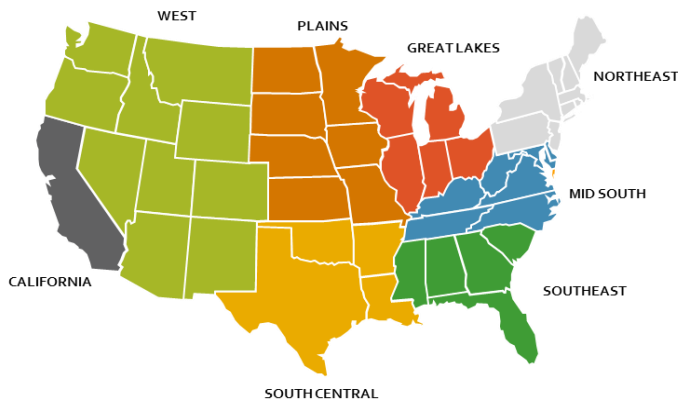 WEST
PLAINS
GREAT LAKES
NORTHEAST
MID SOUTH
CALIFORNIA
SOUTHEAST
SOUTH CENTRAL